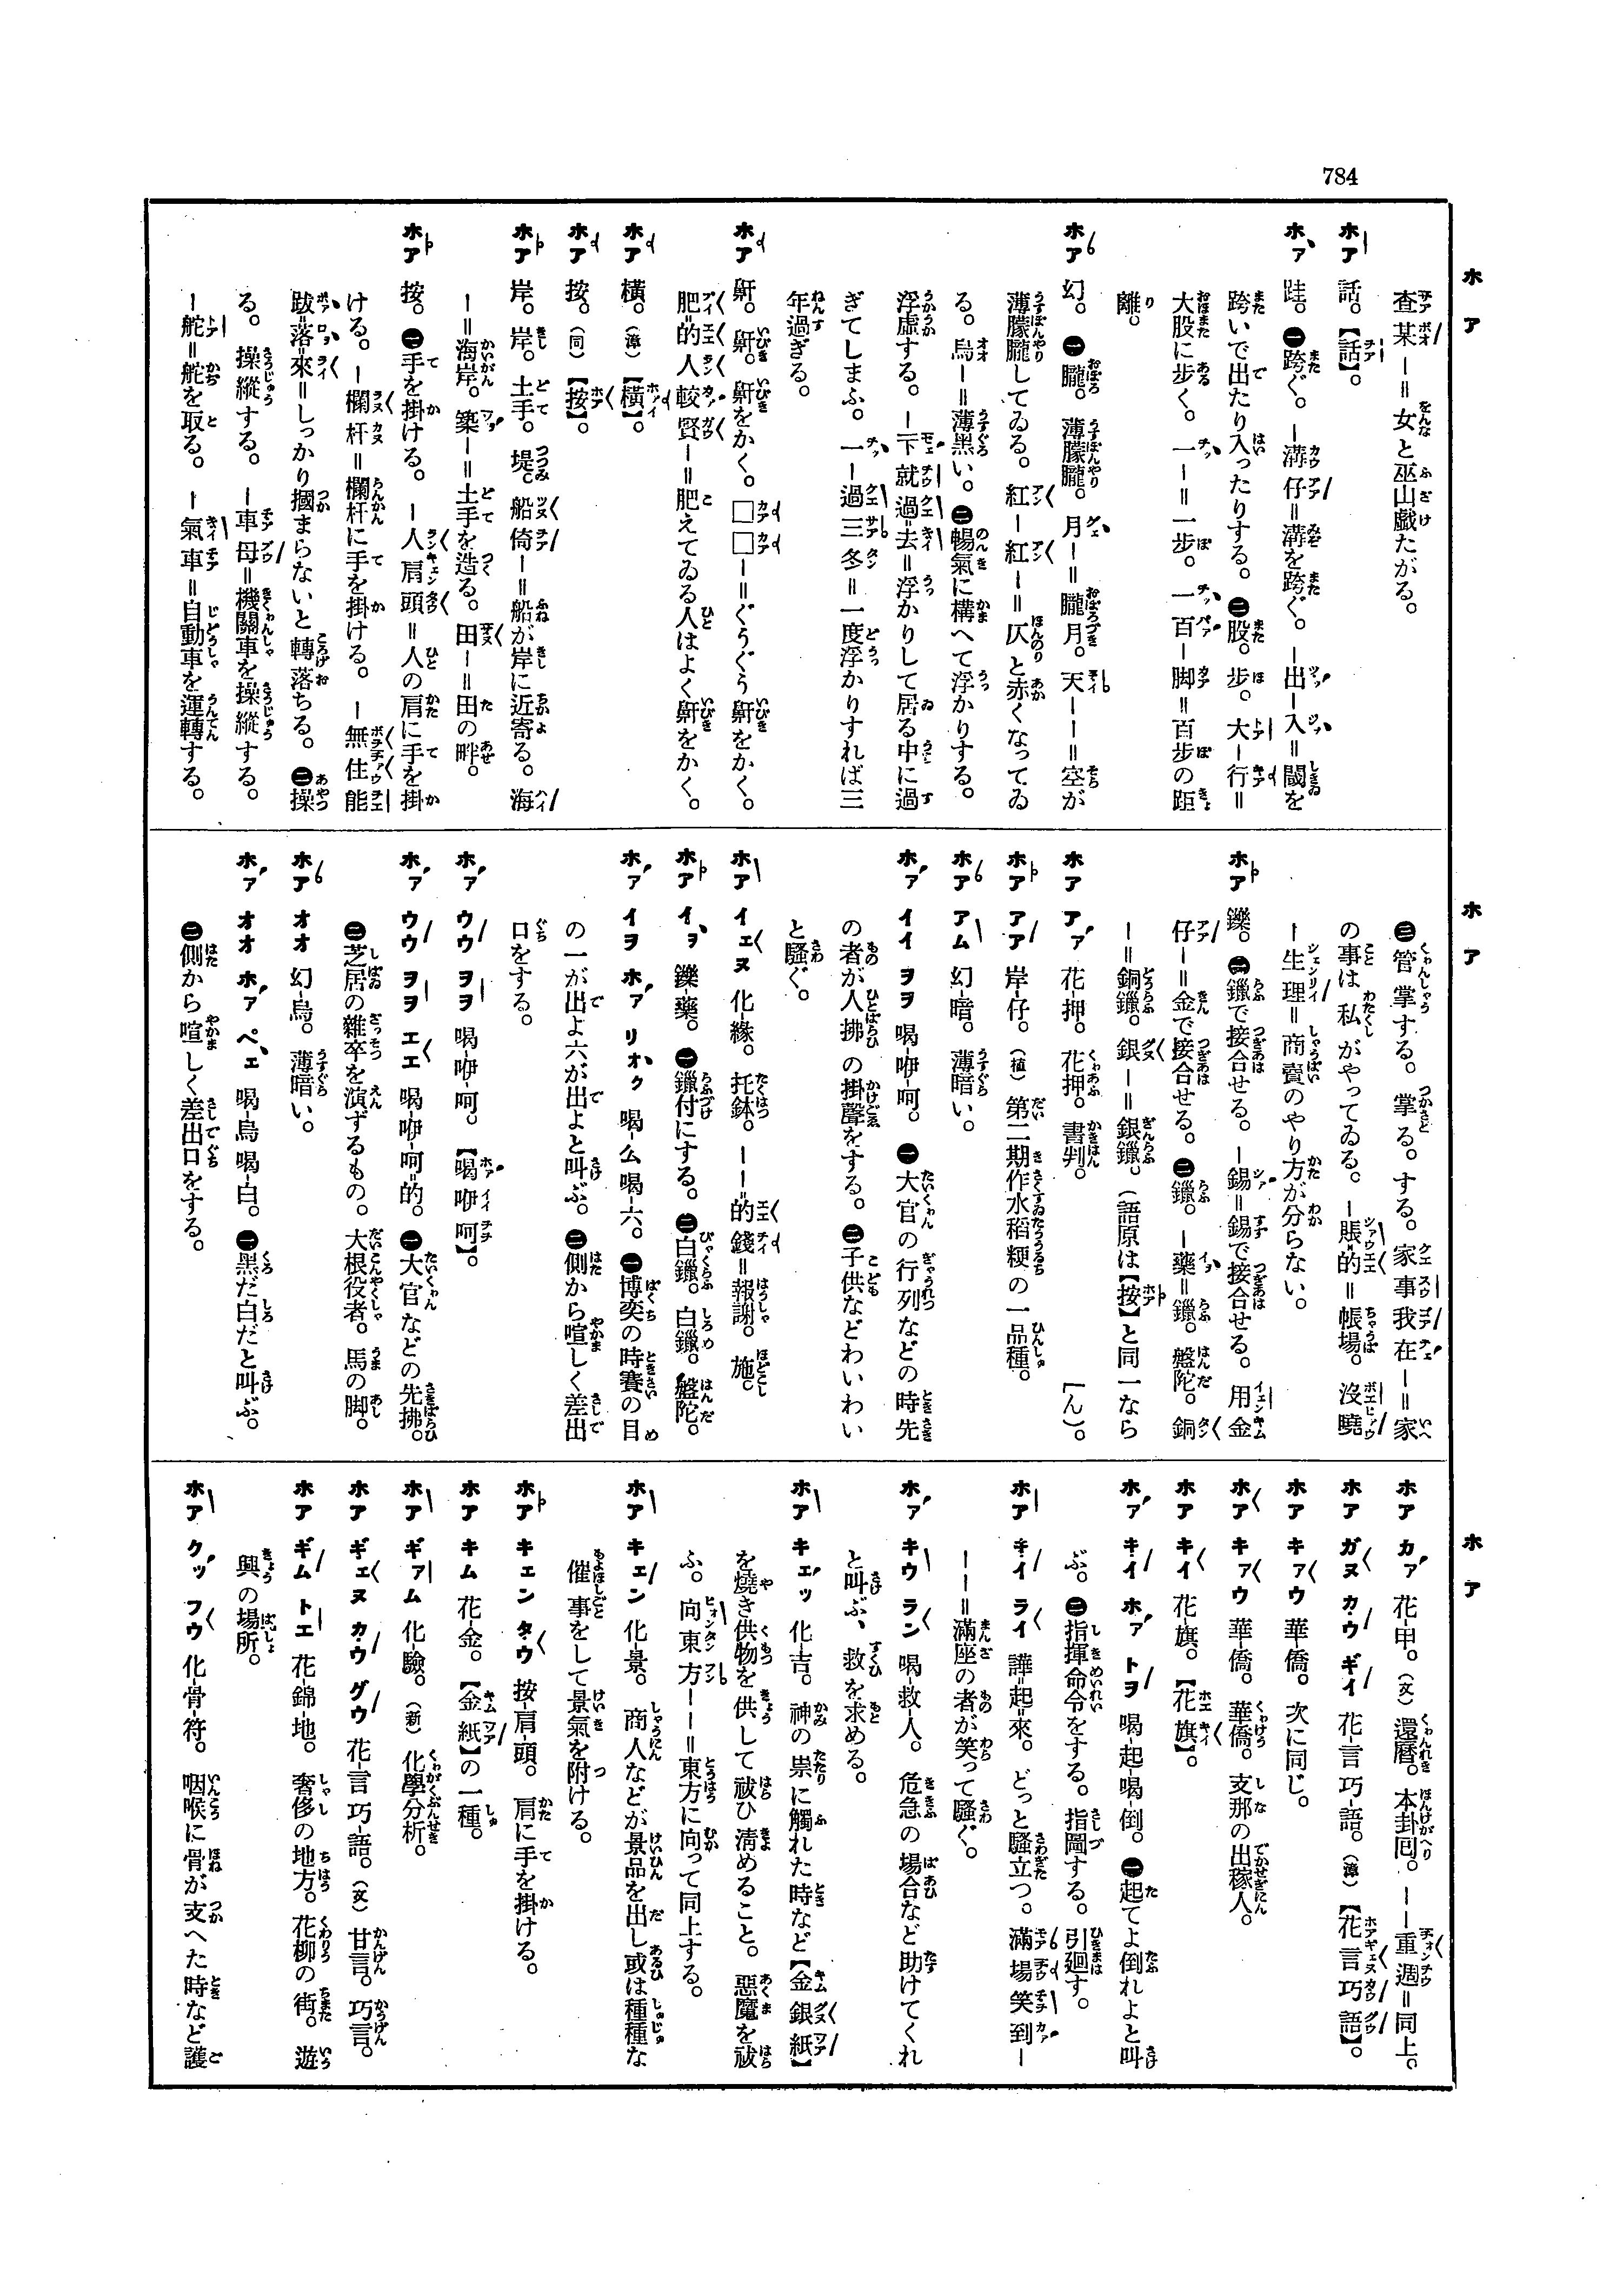 784
ホア
査某ー＝女と巫山戯たがる。
ホア 話。【話】。
ホァ 跬。㊀跨ぐ。ー溝仔＝溝を跨ぐ。ー出ー入＝閾を
跨いで出たり入ったりする。㊁股。步。大ー行＝
大股に步く。一ー＝一步。一百ー脚＝百步の距
離。
ホア 幻。㊀朧。薄朦朧。月ー＝朧月。天ーー＝空が
薄朦朧してゐる。紅ー紅ー＝仄と赤くなってゐ
る。烏ー＝薄黑い。㊁暢氣に構へて浮かりする。
浮虛する。ー下就過＝去＝浮かりして居る中に過
ぎてしまふ。一ー過三冬＝一度浮かりすれば三
年過ぎる。
ホア 鼾。鼾。鼾をかく。□□ー＝ぐうぐう鼾をかく。
肥＝的人較賢ー＝肥えてゐる人はよく鼾をかく。
ホア 橫。（漳）【橫】。
ホア 按。（同）【按】。
ホア 岸。岸。土手。堤。船倚ー＝船が岸に近寄る。海
ー＝海岸。築ー＝土手を造る。田ー＝田の畔。
ホア 按。㊀手を掛ける。ー人肩頭＝人の肩に手を掛
ける。ー欄杆＝欄杆に手を掛ける。ー無住能
跋＝落＝來＝しっかり摑まらないと轉落ちる。㊁操
る。操縱する。ー車母＝機關車を操縱する。
ー舵＝舵を取る。ー氣車＝自動車を運轉する。
ホア
㊂管掌する。掌る。する。家事我在ー＝家
の事は私がやってゐる。ー賬的＝帳場。沒曉
ー生理＝商賣のやり方が分らない。
ホア 鑠。㊀鑞で接合せる。ー錫＝錫で接合せる。用金
仔ー＝金で接合せる。㊁鑞。ー藥＝鑞。盤陀。銅
ー＝銅鑞。銀ー＝銀鑞。（語原は【按】と同一なら
［ん）。
ホア アァ 花-押。花押。書判。
ホア アア 岸-仔。（植）第二期作水稻粳の一品種。
ホア アム 幻-暗。薄暗い。
ホァ イイ ヲヲ 喝-咿-呵。㊀大官の行列などの時先
の者が人拂の掛聲をする。㊁子供などわいわい
と騷ぐ。
ホア イェヌ 化-緣。托鉢。ーー＝的錢＝報謝。施。
ホア イヲ 鑠-藥。㊀鑞付にする。㊁白鑞。白鑞。盤陀。
ホァ イヲ ホァ リオク 喝-么喝-六。㊀博奕の時賽の目
の一が出よ六が出よと叫ぶ。㊁側から喧しく差出
口をする。
ホァ ウウ ヲヲ 喝-咿-呵。【喝咿呵】。
ホァ ウウ ヲヲ エエ 喝-咿-呵=的。㊀大官などの先拂。
㊁芝居の雜卒を演ずるもの。大根役者。馬の脚。
ホア オオ 幻-烏。薄暗い。
ホァ オオ ホァ ペェ 喝-烏喝-白。㊀黑だ白だと叫ぶ。
㊁側から喧しく差出口をする。
ホア
ホア カァ 花-甲。（文）還曆。本卦囘。ーー重週＝同上。
ホア ガヌ カウ ギイ 花-言巧-語。（漳）【花言巧語】。
ホア キァウ 華僑。次に同じ。
ホア キァウ 華僑。華僑。支那の出稼人。
ホア キイ 花-旗。【花旗】。
ホァ キイ ホァ トヲ 喝-起-喝-倒。㊀起てよ倒れよと叫
ぶ。㊁指揮命令をする。指圖する。引廻す。
ホア キイ ライ 譁=起=來。どっと騷立つ。滿場笑到ー
ーー＝滿座の者が笑って騷ぐ。
ホァ キウ ラン 喝-救-人。危急の場合など助けてくれ
と叫ぶ、救を求める。
ホア キェッ 化-吉。神の祟に觸れた時など【金銀紙】
を燒き供物を供して祓ひ淸めること。惡魔を祓
ふ。向東方ーー＝東方に向って同上する。
ホア キェン 化-景。商人などが景品を出し或は種種な
催事をして景氣を附ける。
ホア キェン タウ 按-肩-頭。肩に手を掛ける。
ホア キム 花-金。【金紙】の一種。
ホア ギァム 化驗。（新）化學分析。
ホア ギェヌ カウ グウ 花-言巧-語。（文）甘言。巧言。
ホア ギム トエ 花-錦-地。奢侈の地方。花柳の街。遊
興の場所。
ホア クッ フウ 化-骨-符。咽喉に骨が支へた時など護